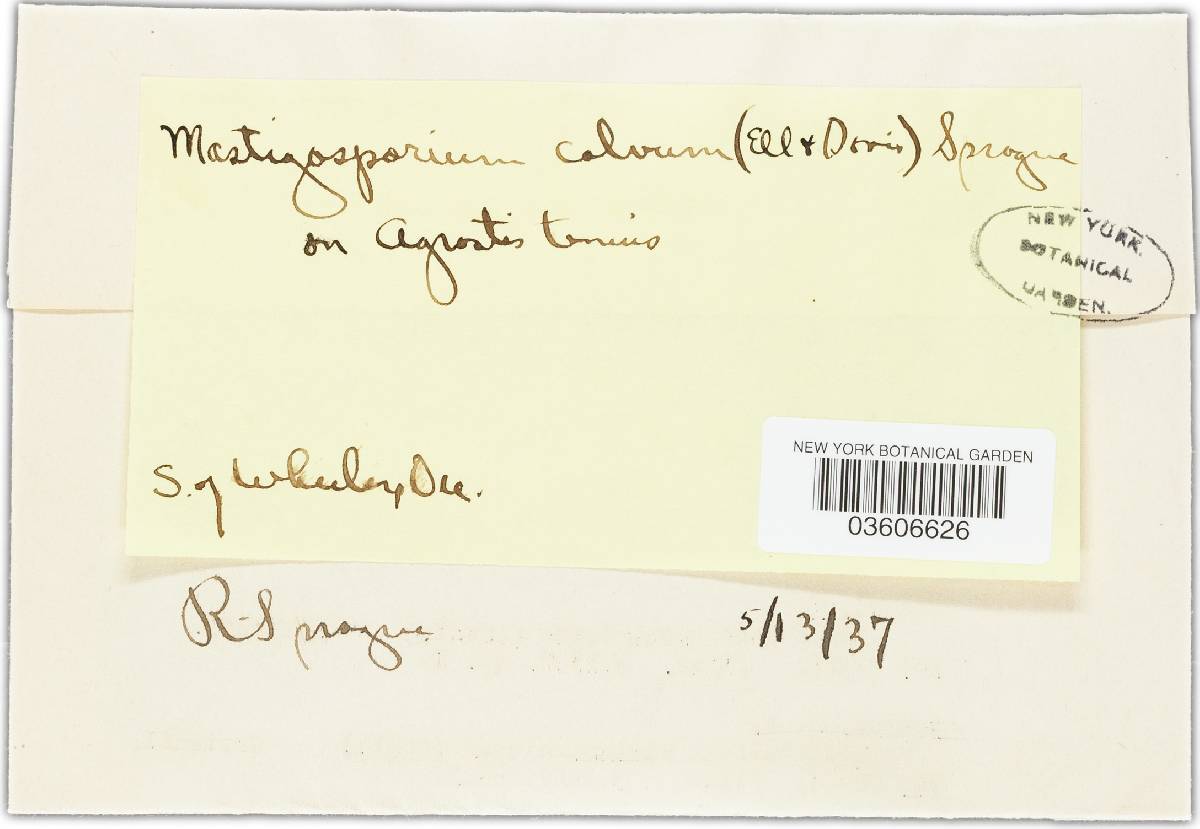 Mastigosporium calvum (Ell & Davis) Sprague
on Agrostis tenuis
NEW YORK
BOTANICAL
GARDEN.
S. of Wheeler, Ore.
NEW YORK BOTANICAL GARDEN
03606626
R. Sprague
5/13/37